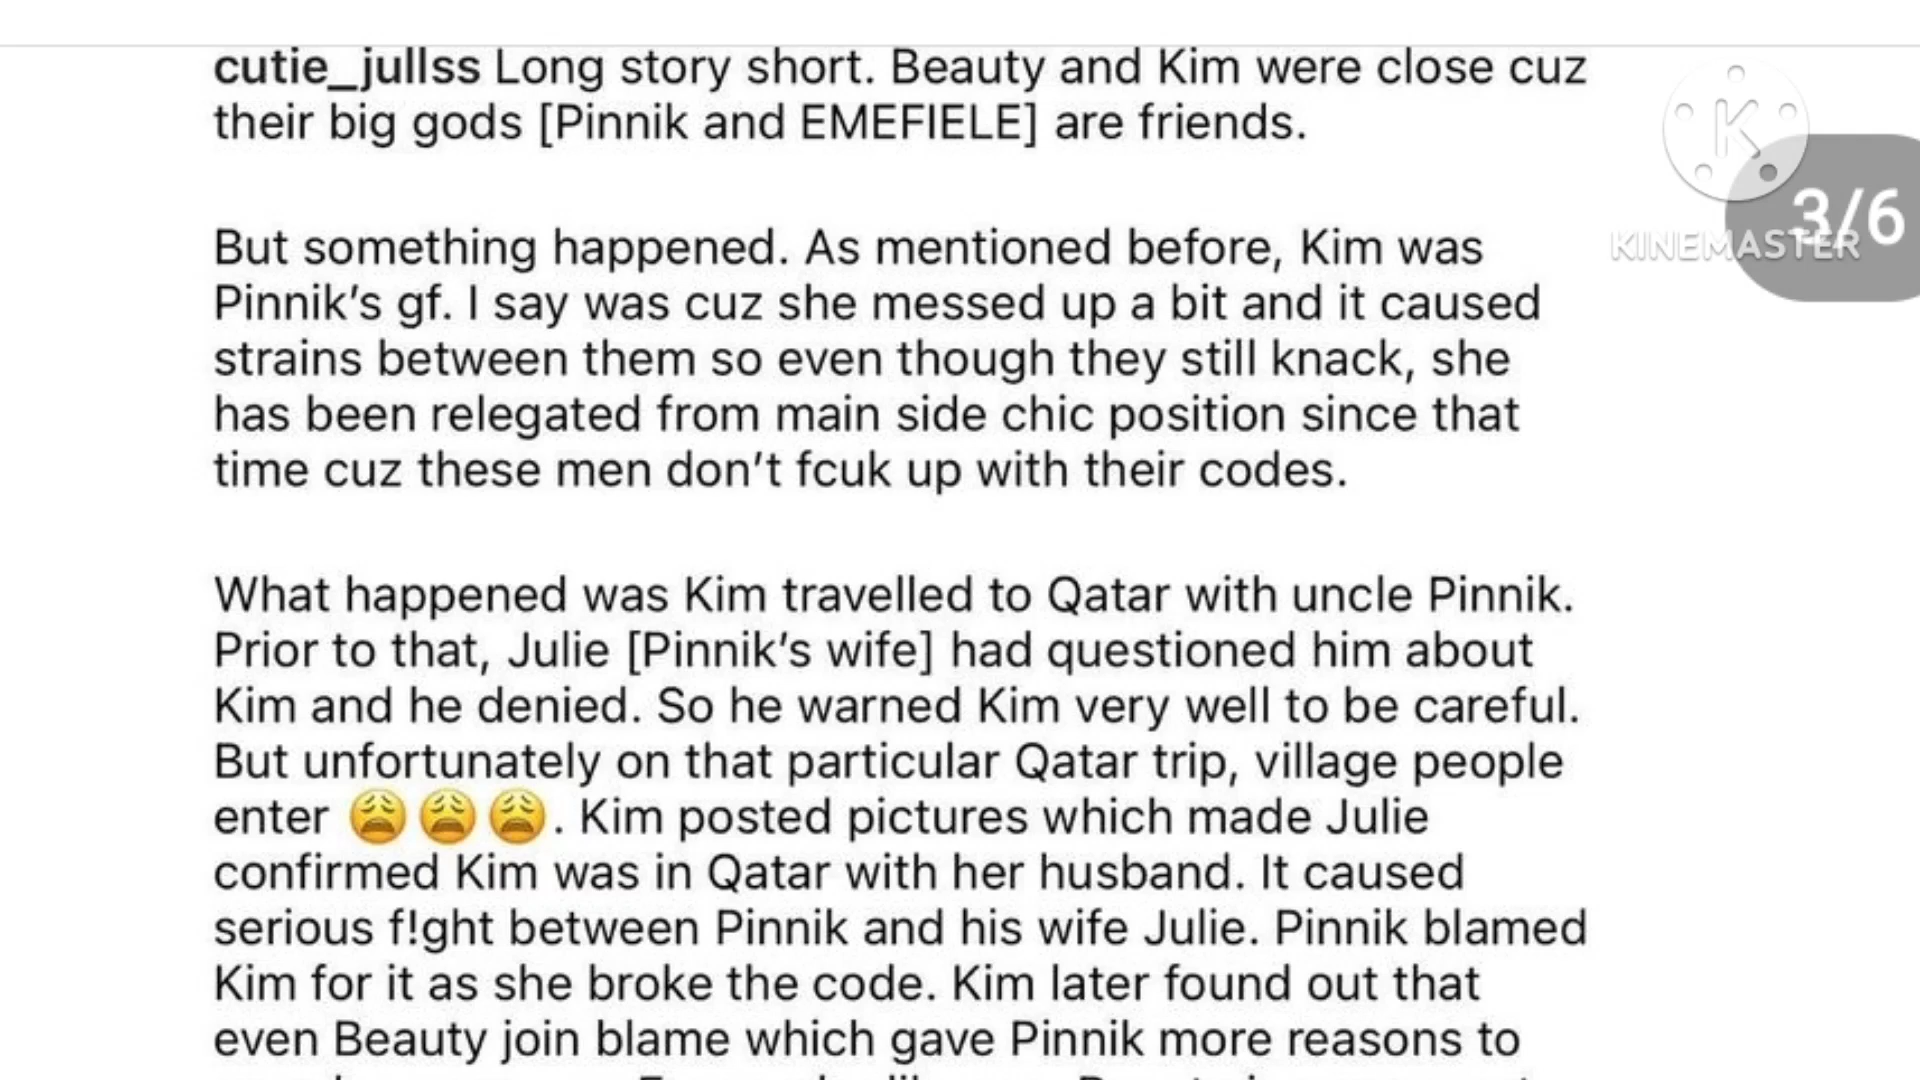 cutie_jullss Long story short. Beauty and Kim were close cuz
their big gods [Pinnik and EMEFIELE] are friends.
3/6
KINEMASTER
But something happened. As mentioned before, Kim was
Pinnik’s gf. I say was cuz she messed up a bit and it caused
strains between them so even though they still knack, she
has been relegated from main side chic position since that
time cuz these men don’t fcuk up with their codes.
What happened was Kim travelled to Qatar with uncle Pinnik.
Prior to that, Julie [Pinnik’s wife] had questioned him about
Kim and he denied. So he warned Kim very well to be careful.
But unfortunately on that particular Qatar trip, village people
enter 😩😩😩. Kim posted pictures which made Julie
confirmed Kim was in Qatar with her husband. It caused
serious f!ght between Pinnik and his wife Julie. Pinnik blamed
Kim for it as she broke the code. Kim later found out that
even Beauty join blame which gave Pinnik more reasons to